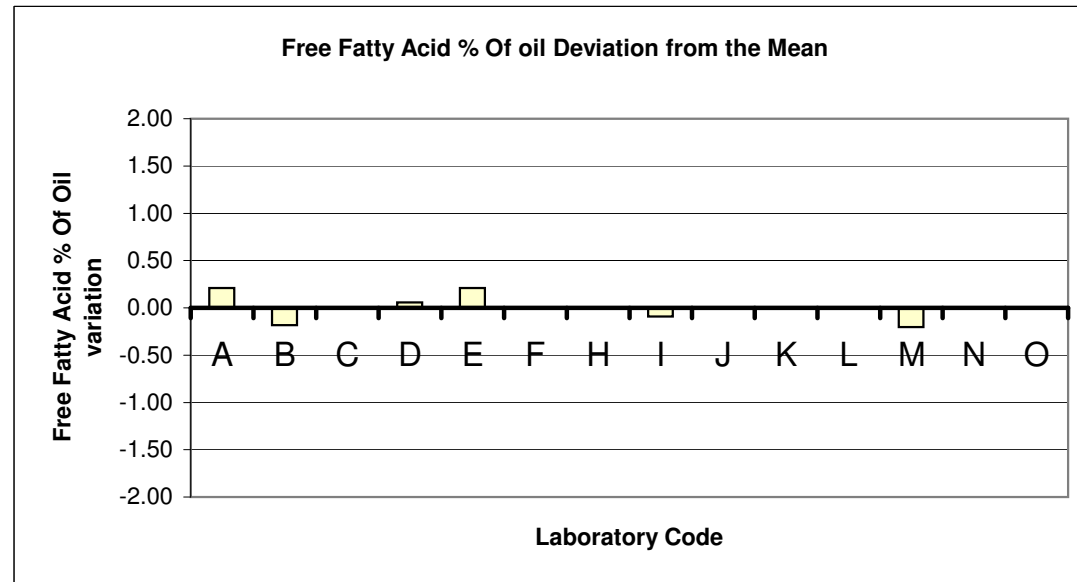 Free Fatty Acid % Of oil Deviation from the Mean
2.00
1.50
1.00
0.50
0.00
-0.50
-1.00
-1.50
-2.00
Free Fatty Acid % Of Oil
variation
A B C D E F H I J K L M N O
Laboratory Code